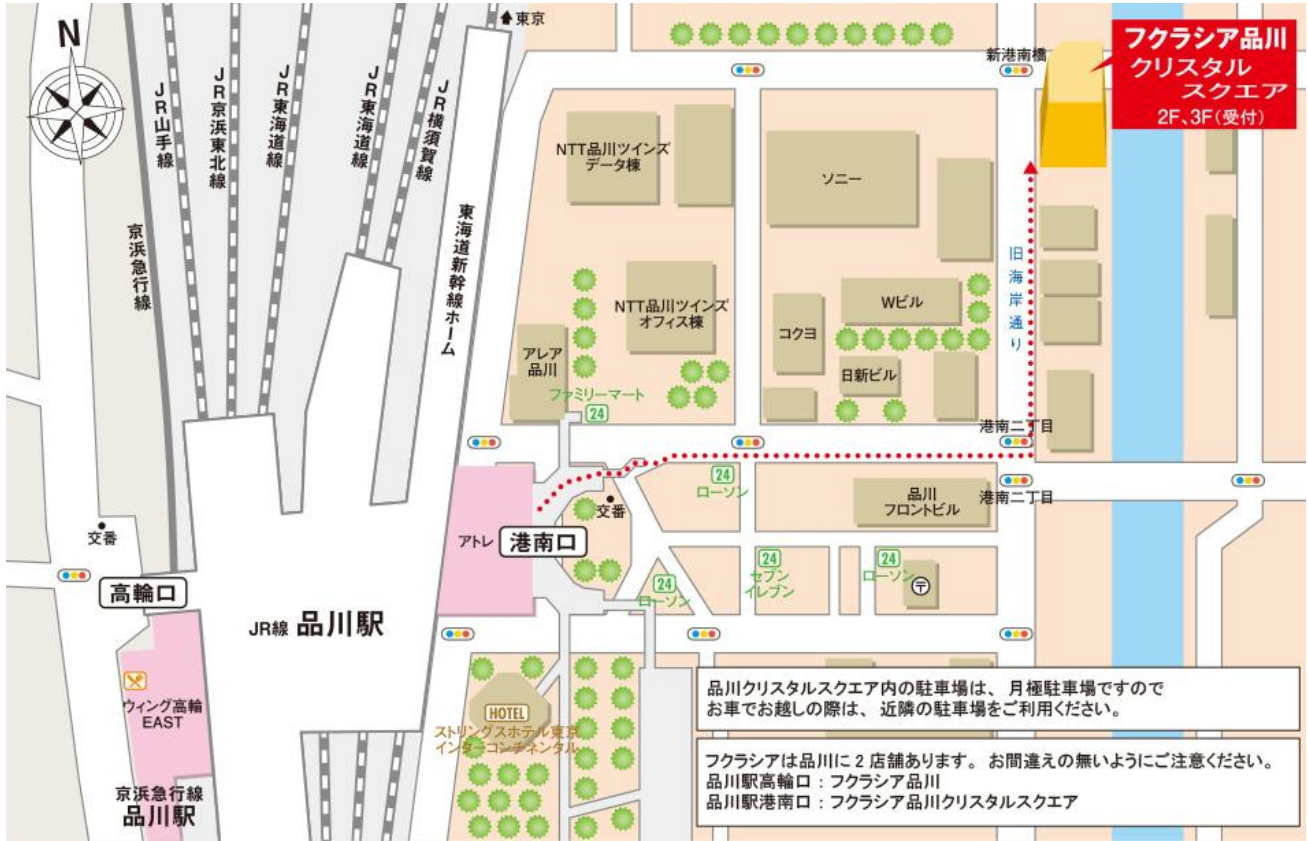 N
東京
新港南橋
フクラシア品川
クリスタル
スクエア
2F、3F(受付)
JR山手線
JR京浜東北線
JR東海道線
JR東海道線
JR横須賀線
NTT品川ツインズ
データ棟
ソニー
京浜急行線
東海道新幹線ホーム
旧海岸通り
NTT品川ツインズ
オフィス棟
Wビル
コクヨ
アレア
品川
日新ビル
ファミリーマート
24
港南二丁目
24
ローソン
港南二丁目
品川
フロントビル
交番
交番
アトレ
港南口
高輪口
24
ローソン
24
セブン
イレブン
24
ローソン
〒
JR線 品川駅
ウィング高輪
EAST
HOTEL
ストリングスホテル東京
インターコンチネンタル
京浜急行線
品川駅
品川クリスタルスクエア内の駐車場は、月極駐車場ですので
お車でお越しの際は、近隣の駐車場をご利用ください。
フクラシアは品川に2店舗あります。お間違えの無いようにご注意ください。
品川駅高輪口:フクラシア品川
品川駅港南口:フクラシア品川クリスタルスクエア